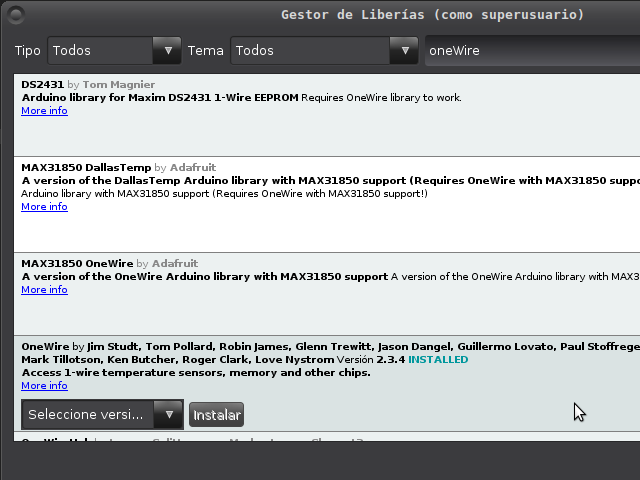 Gestor de Liberías (como superusuario)
Tipo Todos Tema Todos oneWire
DS2431 by Tom Magnier
Arduino library for Maxim DS2431 1-Wire EEPROM Requires OneWire library to work.
More info
MAX31850 DallasTemp by Adafruit
A version of the DallasTemp Arduino library with MAX31850 support (Requires OneWire with MAX31850 suppo
Arduino library with MAX31850 support (Requires OneWire with MAX31850 support!)
More info
MAX31850 OneWire by Adafruit
A version of the OneWire Arduino library with MAX31850 support A version of the OneWire Arduino library with MAX3
More info
OneWire by Jim Studt, Tom Pollard, Robin James, Glenn Trewitt, Jason Dangel, Guillermo Lovato, Paul Stoffrege
Mark Tillotson, Ken Butcher, Roger Clark, Love Nystrom Versión 2.3.4 INSTALLED
Access 1-wire temperature sensors, memory and other chips.
More info
Seleccione versi... Instalar